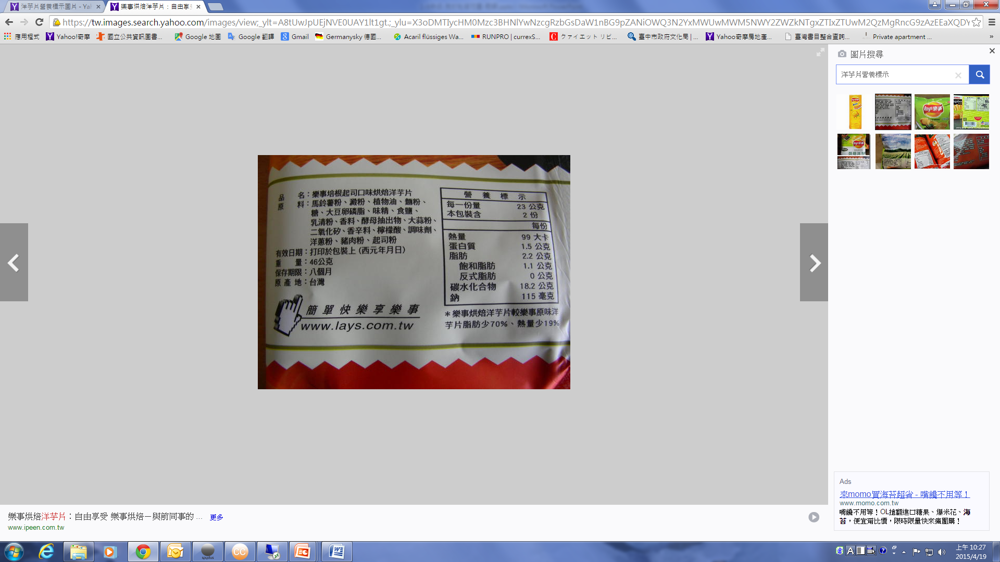 洋芋片營養標示圖片 - Yah
樂事烘焙洋芋片：自由享受
https://tw.images.search.yahoo.com/images/view;_ylt=A8tUwJpUEjNVE0UAY1lt1gt.;_ylu=X3oDMTIycHM0Mzc3BHNlYwNzcgRzbGsDaW1nBG9pZANiOWQ3N2YxMWUwMWM5NWY2ZWZkNTgxZTIxZTUwM2QzMgRncG9zAzEEaXQDY
應用程式
Yahoo!奇摩
國立公共資訊圖書...
Google 地圖
Google 翻譯
Gmail
Germanysky 德國...
Acaril flüssiges Wa...
RUNPRO | currexS...
クァイエット リビ...
臺中市政府文化局 | ...
Yahoo奇摩房地產...
臺灣書目整合查詢...
Private apartment ...
»
圖片搜尋
洋芋片營養標示
品　名：樂事培根起司口味烘焙洋芋片
原　料：馬鈴薯粉、澱粉、植物油、麵粉、
糖、大豆卵磷脂、味精、食鹽、
乳清粉、香料、酵母抽出物、大蒜粉、
二氧化矽、香辛料、檸檬酸、調味劑、
洋蔥粉、豬肉粉、起司粉
有效日期：打印於包裝上 (西元年月日)
重　量：46公克
保存期限：八個月
原 產 地：台灣
簡單快樂享樂事
www.lays.com.tw
營養標示
每一份量 23 公克
本包裝含 2 份
每份
熱量 99 大卡
蛋白質 1.5 公克
脂肪 2.2 公克
飽和脂肪 1.1 公克
反式脂肪 0 公克
碳水化合物 18.2 公克
鈉 115 毫克
＊樂事烘焙洋芋片較樂事原味洋
芋片脂肪少70%、熱量少19%
樂事烘焙洋芋片：自由享受 樂事烘焙－與前同事的 ... 更多
www.ipeen.com.tw
Ads
來momo買海苔超省 - 嘴饞不用等！
www.momo.com.tw
嘴饞不用等！OL搶翻進口糖果、爆米花、海
苔，便宜甭比價，限時限量快來瘋團購！
spydus
CC
上午 10:27
2015/4/19